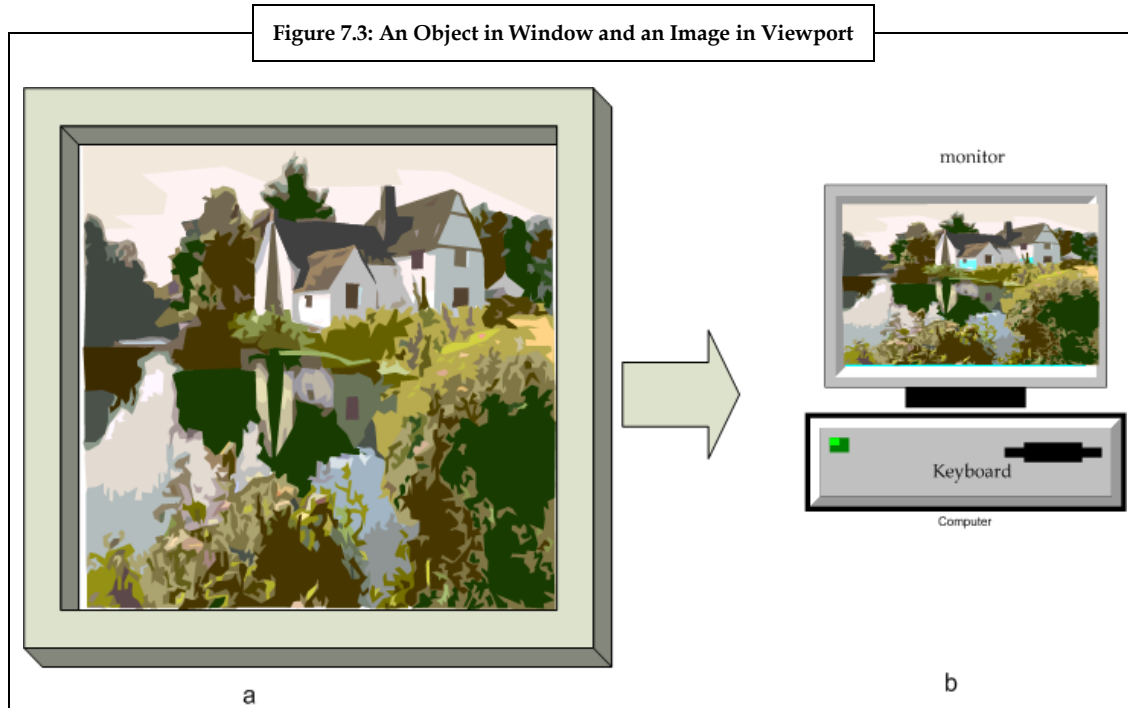 Figure 7.3: An Object in Window and an Image in Viewport
monitor
Keyboard
Computer
a
b